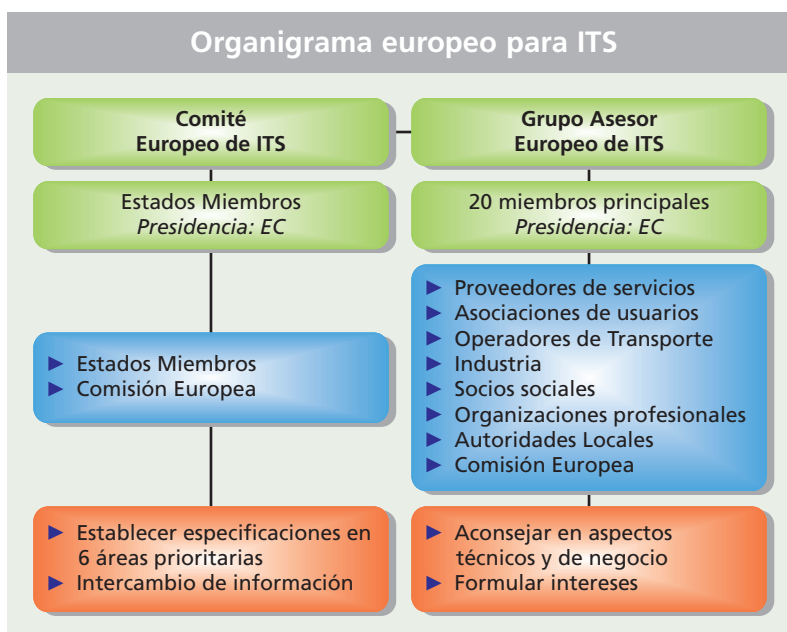 Organigrama europeo para ITS
Comité
Europeo de ITS
Estados Miembros
Presidencia: EC
► Estados Miembros
► Comisión Europea
► Establecer especificaciones en
6 áreas prioritarias
► Intercambio de información
Grupo Asesor
Europeo de ITS
20 miembros principales
Presidencia: EC
► Proveedores de servicios
► Asociaciones de usuarios
► Operadores de Transporte
► Industria
► Socios sociales
► Organizaciones profesionales
► Autoridades Locales
► Comisión Europea
► Aconsejar en aspectos
técnicos y de negocio
► Formular intereses